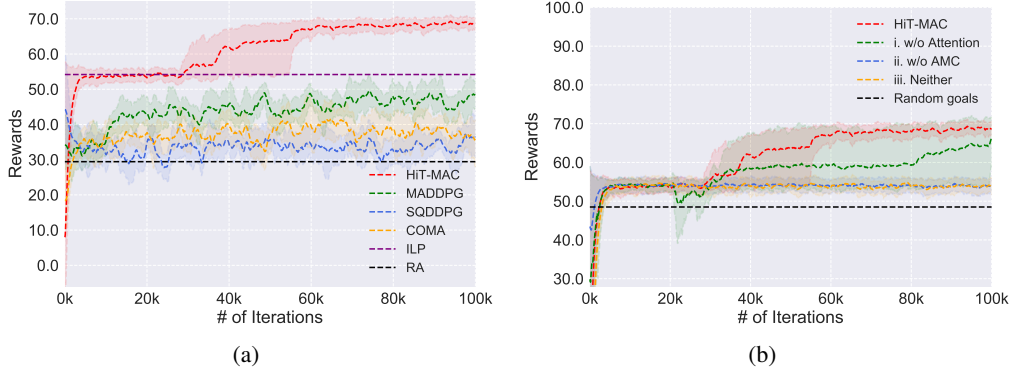 70.0
60.0
50.0
40.0
30.0
20.0
10.0
0.0
Rewards
HiT-MAC
MADDPG
SQDDPG
COMA
ILP
RA
0k 20k 40k 60k 80k 100k
# of Iterations
(a)
100.0
90.0
80.0
70.0
60.0
50.0
40.0
30.0
Rewards
HiT-MAC
i. w/o Attention
ii. w/o AMC
iii. Neither
Random goals
0k 20k 40k 60k 80k 100k
# of Iterations
(b)